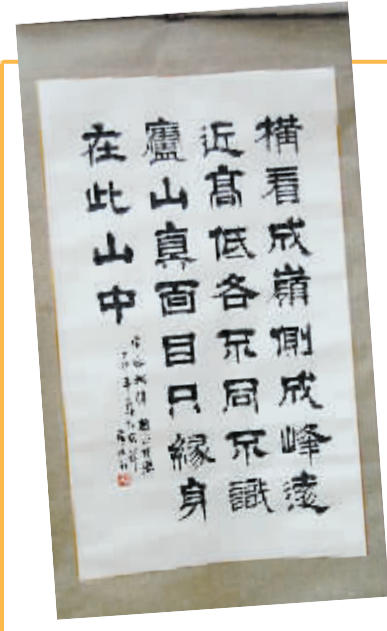 橫看成嶺側成峰遠
近高低各不同不識
廬山真面目只緣身
在此山中